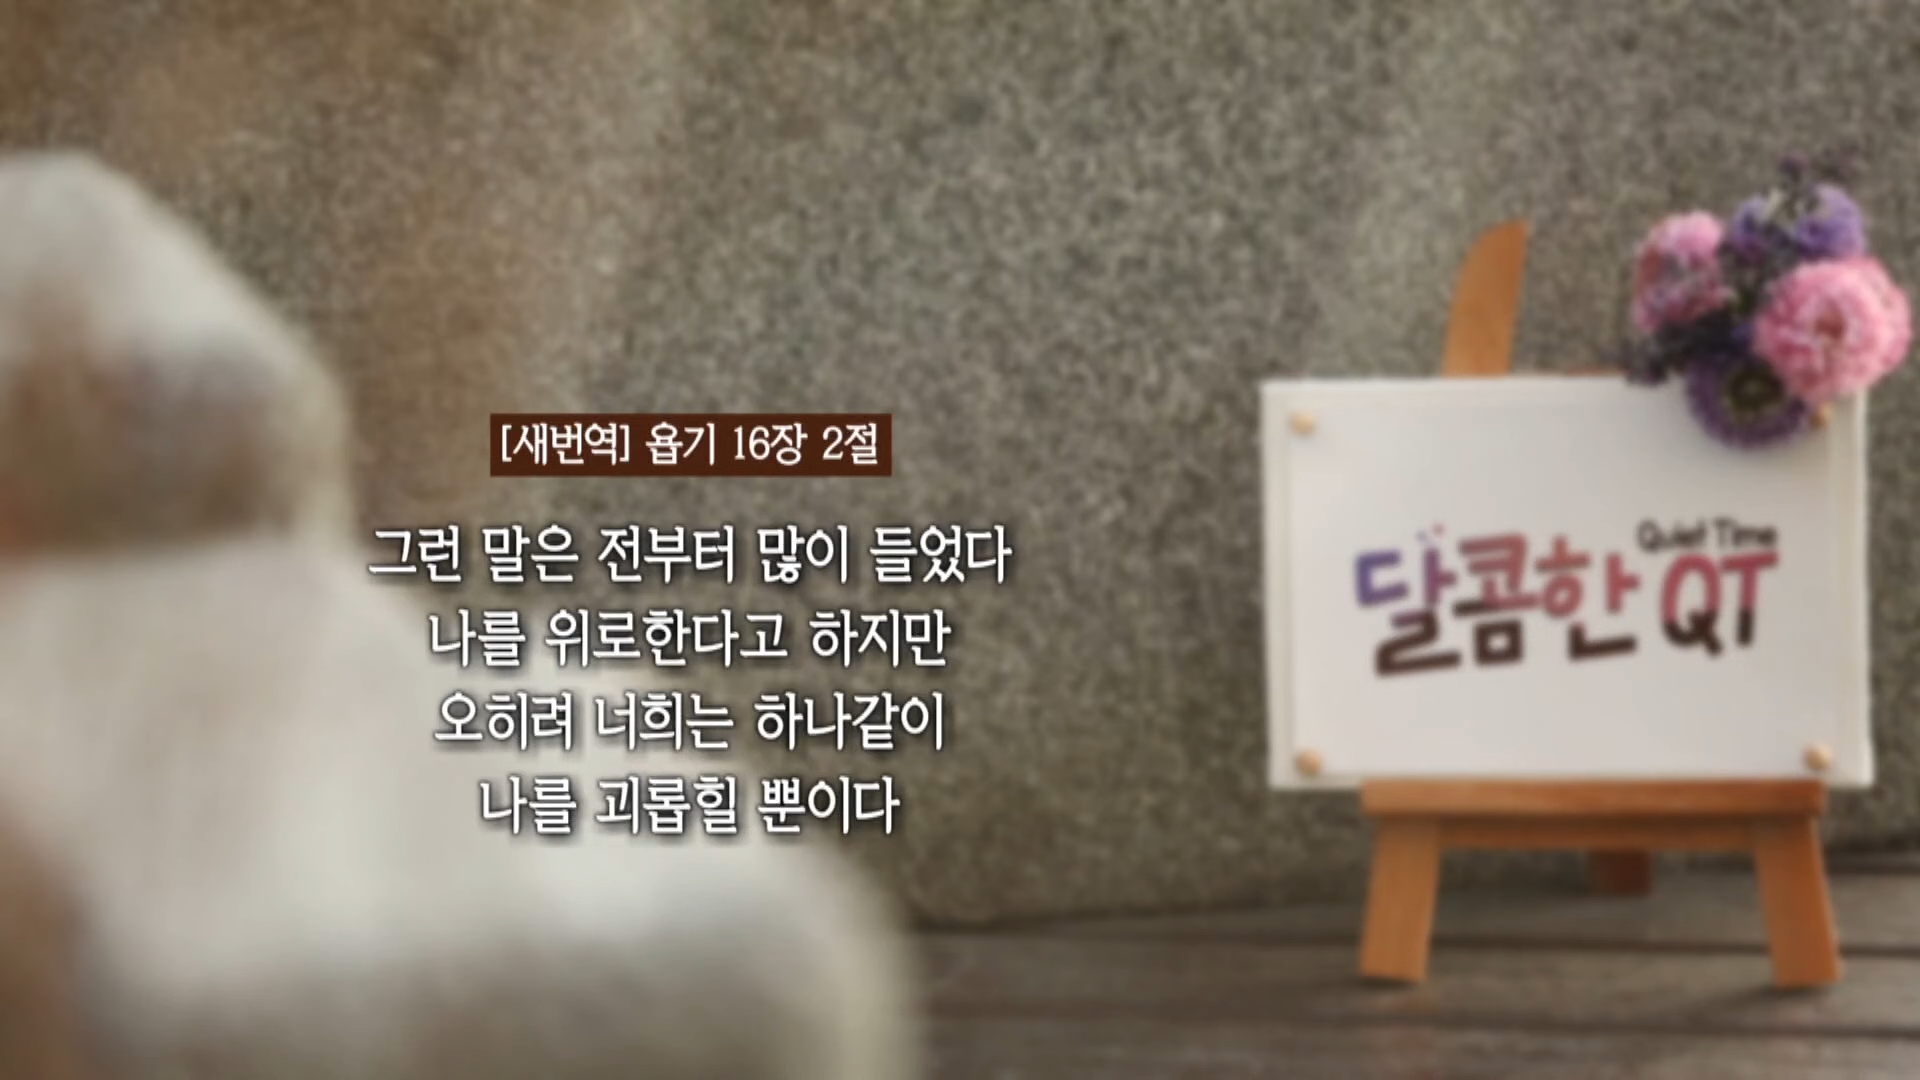 [새번역] 욥기 16장 2절
그런 말은 전부터 많이 들었다
나를 위로한다고 하지만
오히려 너희는 하나같이
나를 괴롭힐 뿐이다
Quiet Time
달콤한 QT